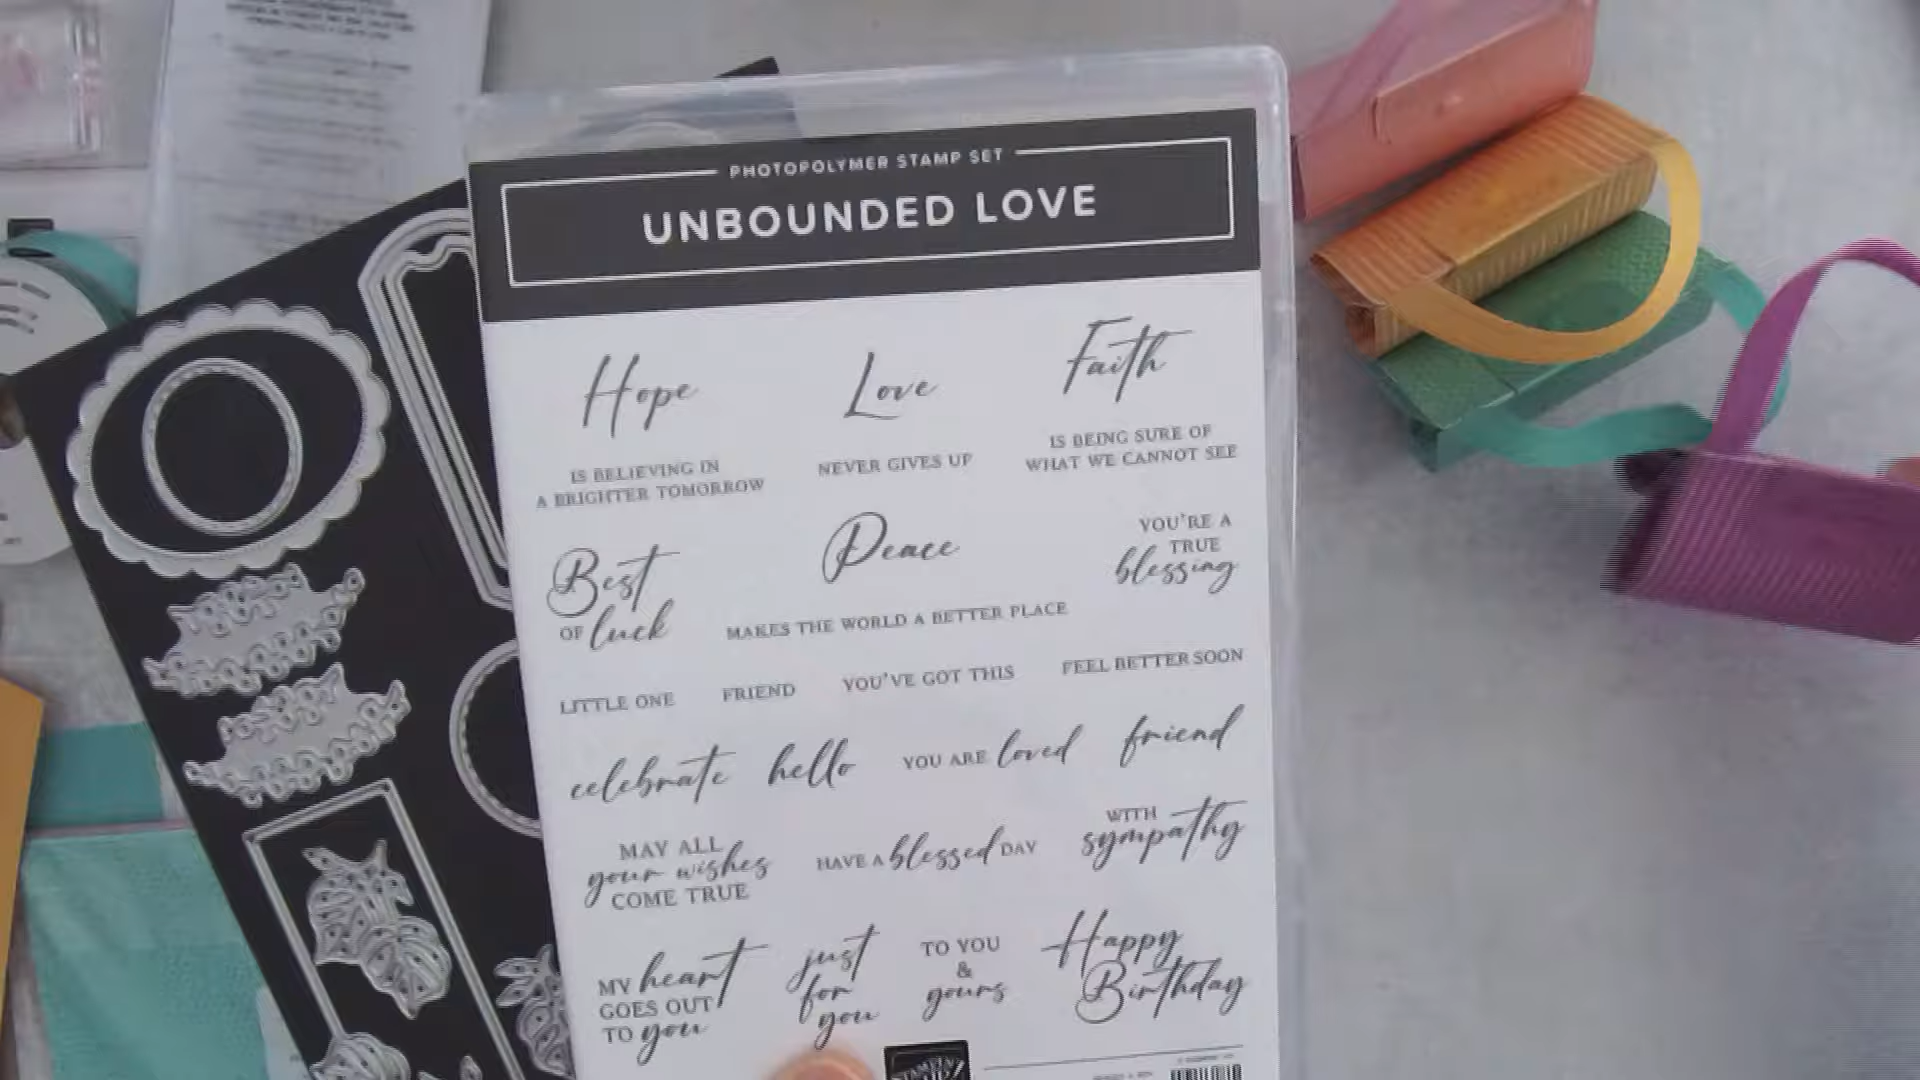 PHOTOPOLYMER STAMP SET
UNBOUNDED LOVE
Hope
IS BELIEVING IN
A BRIGHTER TOMORROW
Love
NEVER GIVES UP
Faith
IS BEING SURE OF
WHAT WE CANNOT SEE
Best
OF luck
Peace
MAKES THE WORLD A BETTER PLACE
YOU'RE A
TRUE
blessing
LITTLE ONE
FRIEND
YOU'VE GOT THIS
FEEL BETTER SOON
celebrate
hello
YOU ARE loved
friend
MAY ALL
your wishes
COME TRUE
HAVE A blessed DAY
WITH
sympathy
MY heart
GOES OUT
TO you
just
for
you
TO YOU
&
yours
Happy
Birthday
STAMPIN'